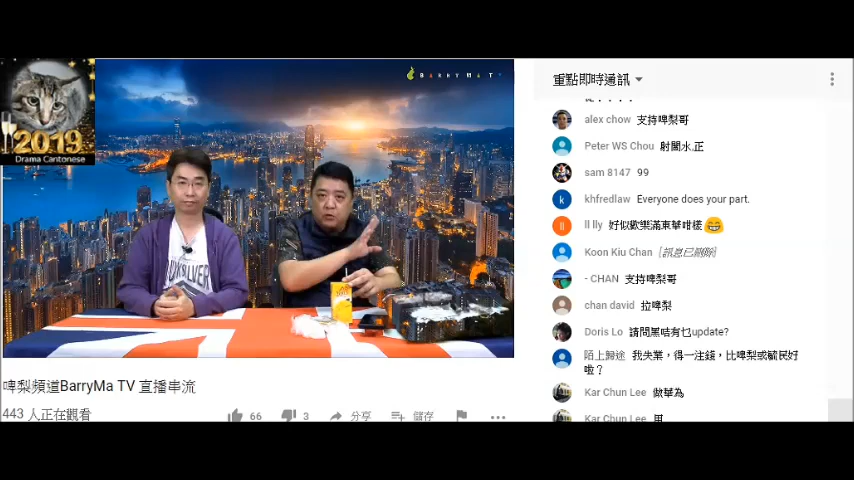 BARRY MA TV
2019
Drama Cantonese
QUIKSILVER
啤梨頻道BarryMa TV 直播串流
443 人正在觀看
66
3
分享
儲存
重點即時通訊
alex chow 支持啤梨哥
Peter WS Chou 射關水,正
sam 8147 99
khfredlaw Everyone does your part.
ll lly 好似歡樂滿東華咁樣😁
Koon Kiu Chan [訊息已刪除]
- CHAN 支持啤梨哥
chan david 拉啤梨
Doris Lo 請問黑咭有乜update?
陌上歸途 我失業，得一注錢，比啤梨或毓民好
啦？
Kar Chun Lee 做華為
Kar Chun Lee